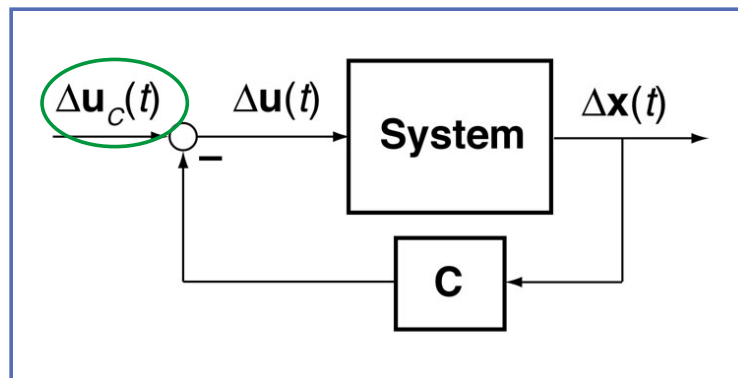 Δu_C(t)
Δu(t)
System
Δx(t)
–
C